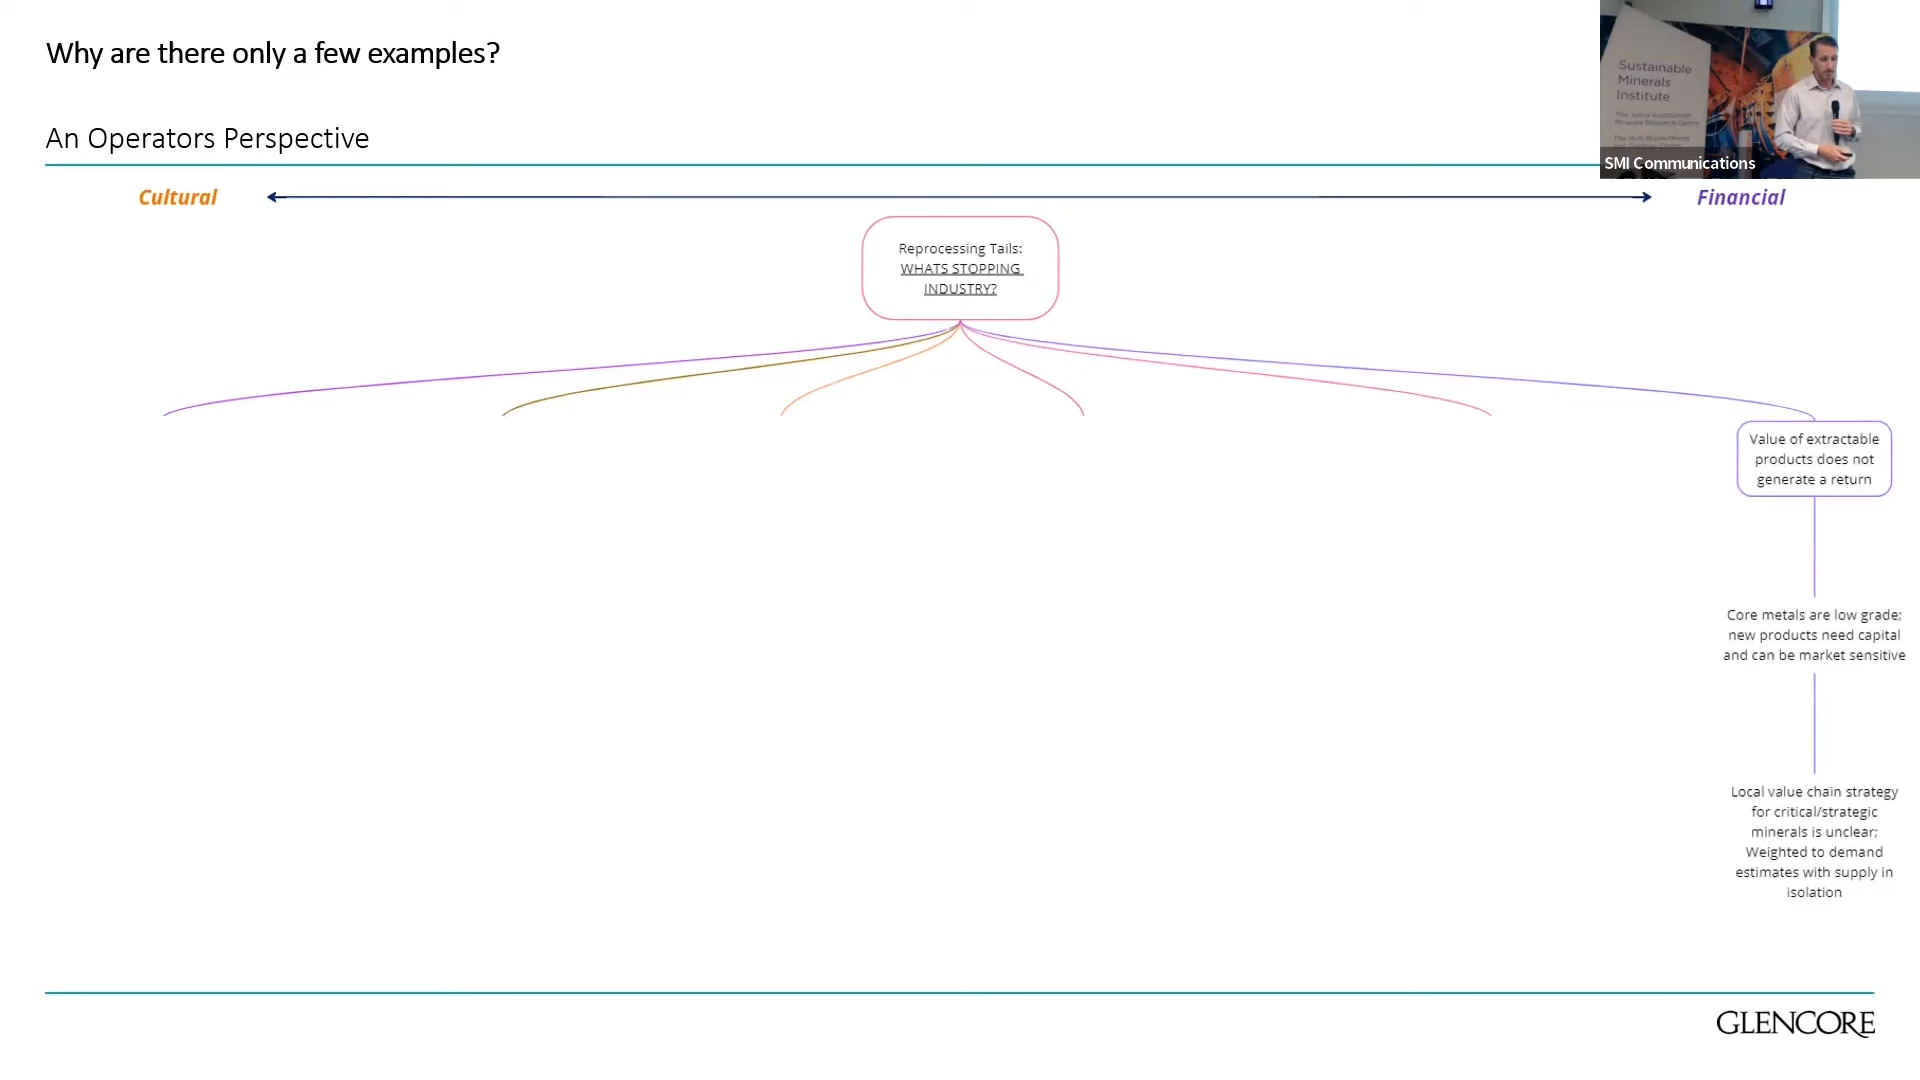 Why are there only a few examples?
An Operators Perspective
Sustainable
Minerals
Institute
SMI Communications
Cultural
Financial
Reprocessing Tails:
WHATS STOPPING
INDUSTRY?
Value of extractable
products does not
generate a return
Core metals are low grade;
new products need capital
and can be market sensitive
Local value chain strategy
for critical/strategic
minerals is unclear;
Weighted to demand
estimates with supply in
isolation
GLENCORE